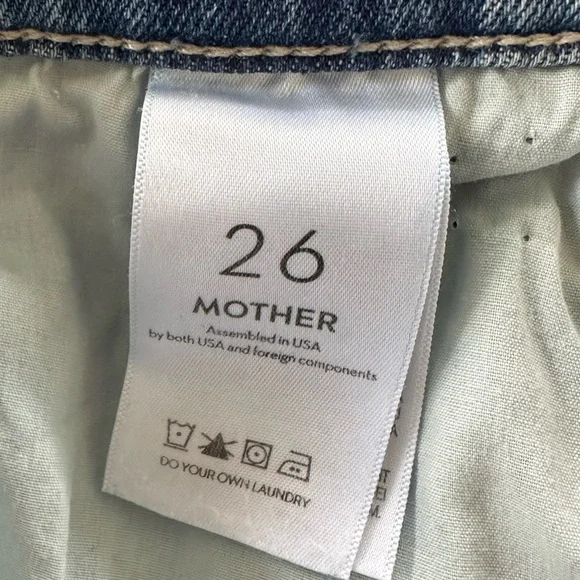 26
MOTHER
Assembled in USA
by both USA and foreign components
DO YOUR OWN LAUNDRY